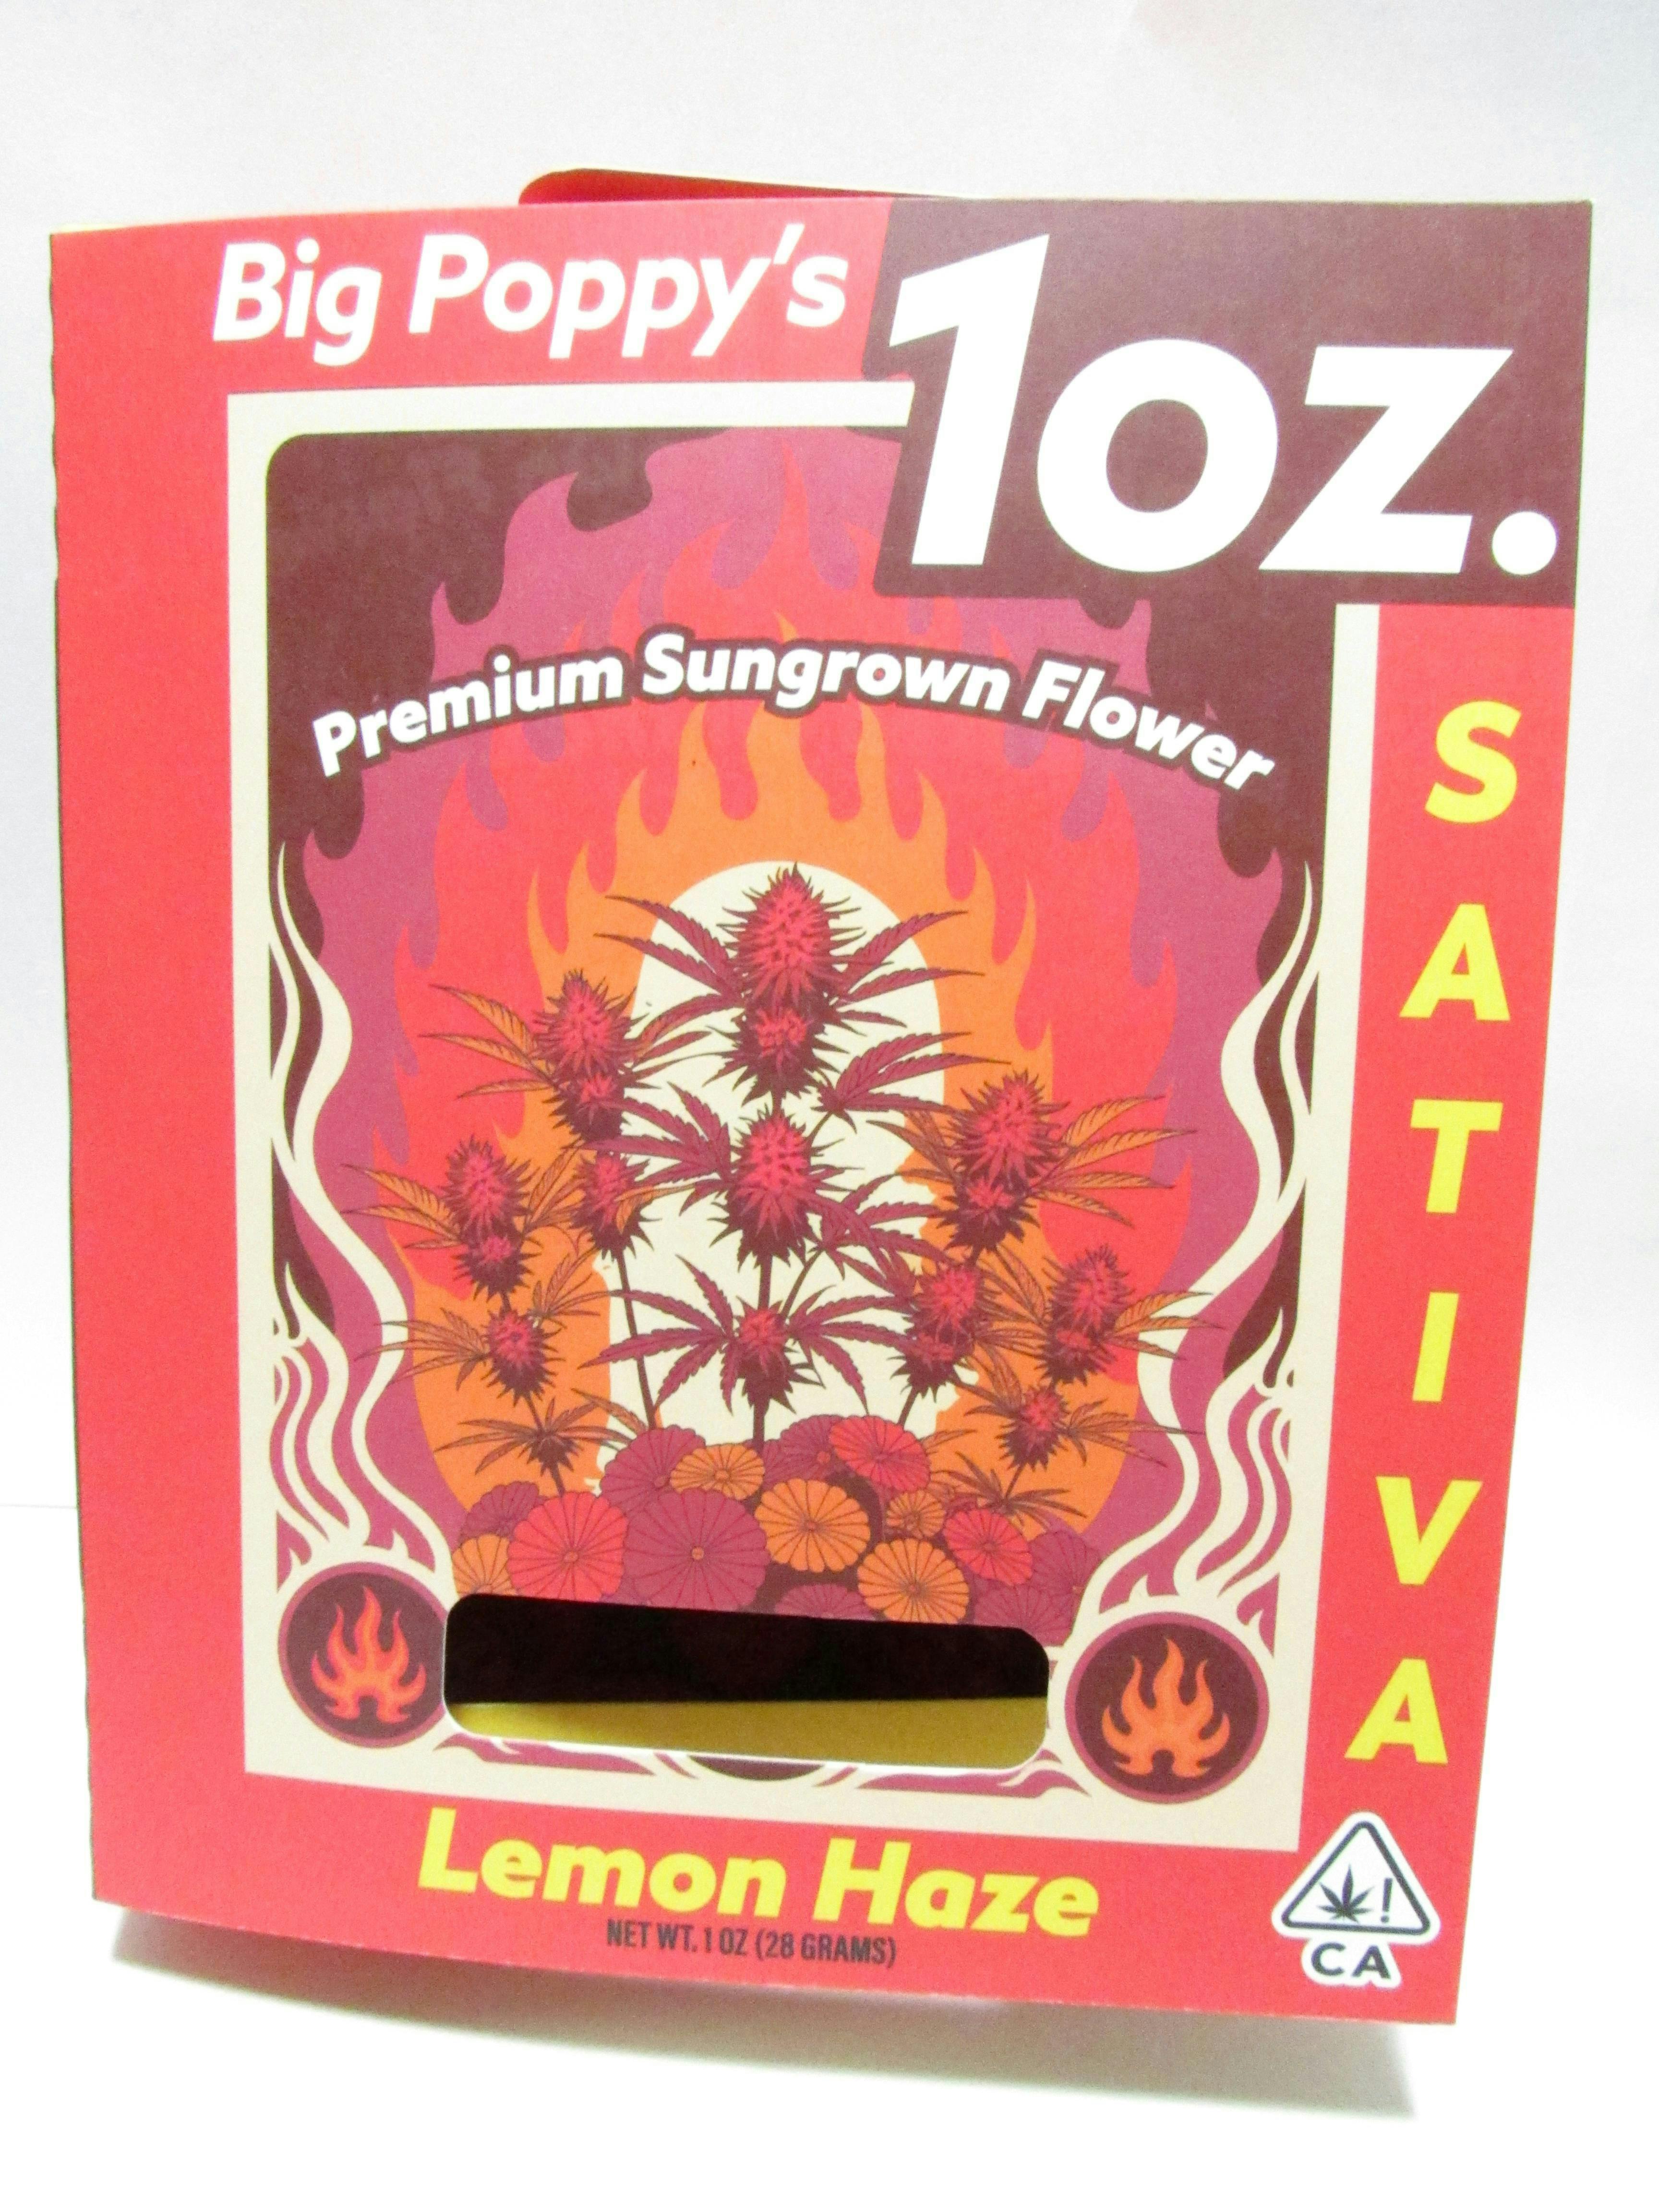 Big Poppy's
1oz.
Premium Sungrown Flower
SATIVA
Lemon Haze
NET WT. 1 OZ (28 GRAMS)
!
CA